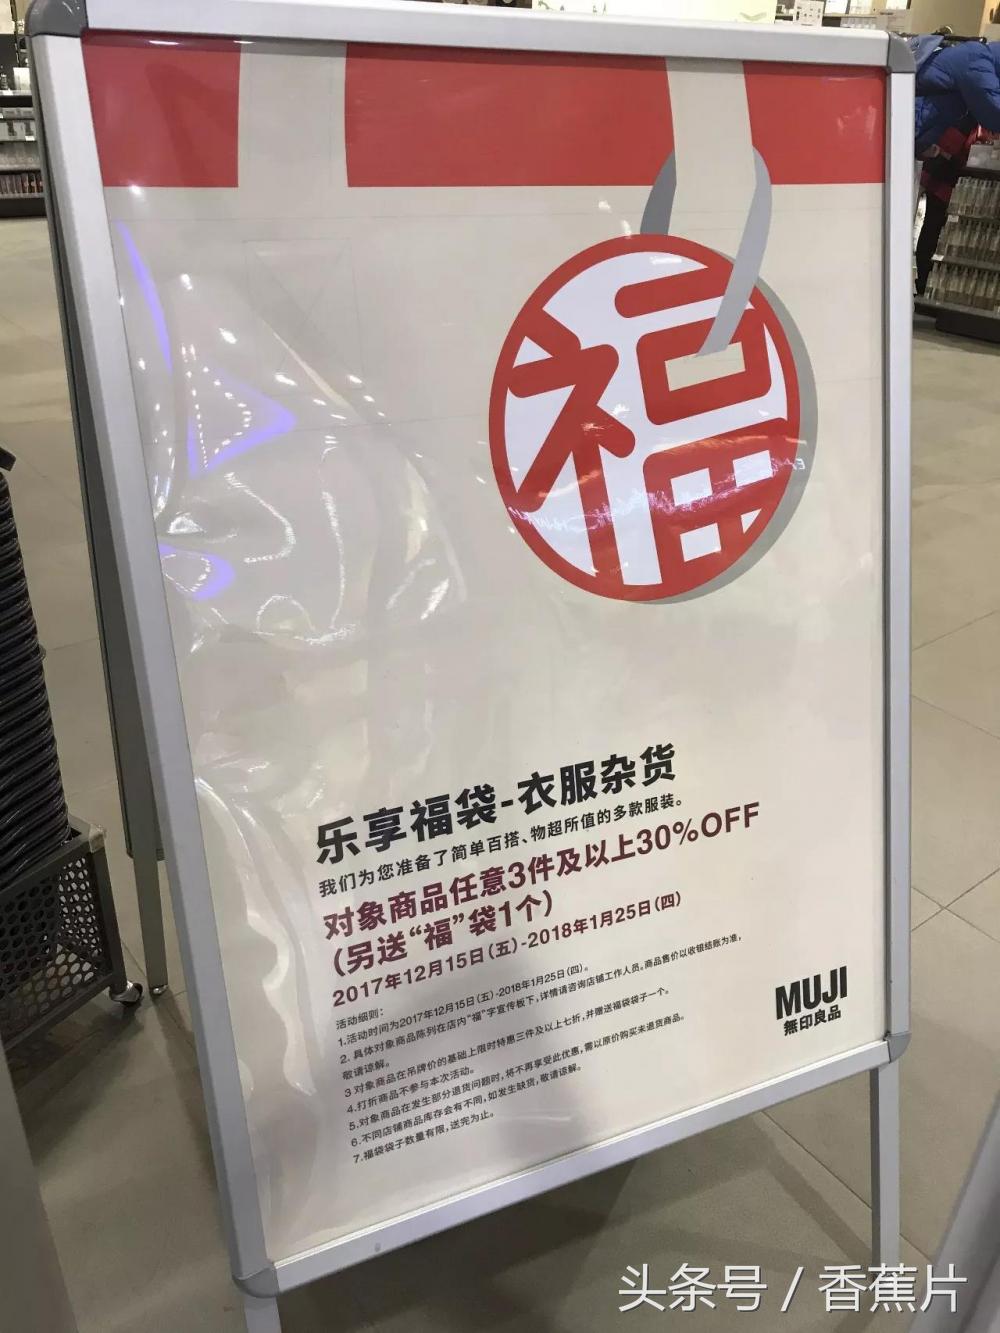 福
乐享福袋-衣服杂货
我们为您准备了简单百搭、物超所值的多款服装。
对象商品任意3件及以上30%OFF
(另送“福”袋1个)
2017年12月15日(五)-2018年1月25日(四)
活动细则：
1.活动时间为2017年12月15日(五)-2018年1月25日(四)。
2. 具体对象商品陈列在店内“福”字宣传板下,详情请咨询店铺工作人员。商品售价以收银结账为准,
敬请谅解。
3 对象商品在吊牌价的基础上限时特惠三件及以上七折,并赠送福袋袋子一个。
4.打折商品不参与本次活动。
5.对象商品在发生部分退货问题时,将不再享受此优惠,需以原价购买未退货商品。
6.不同店铺商品库存会有不同,如发生缺货,敬请谅解。
7.福袋袋子数量有限,送完为止。
MUJI
無印良品
头条号 / 香蕉片